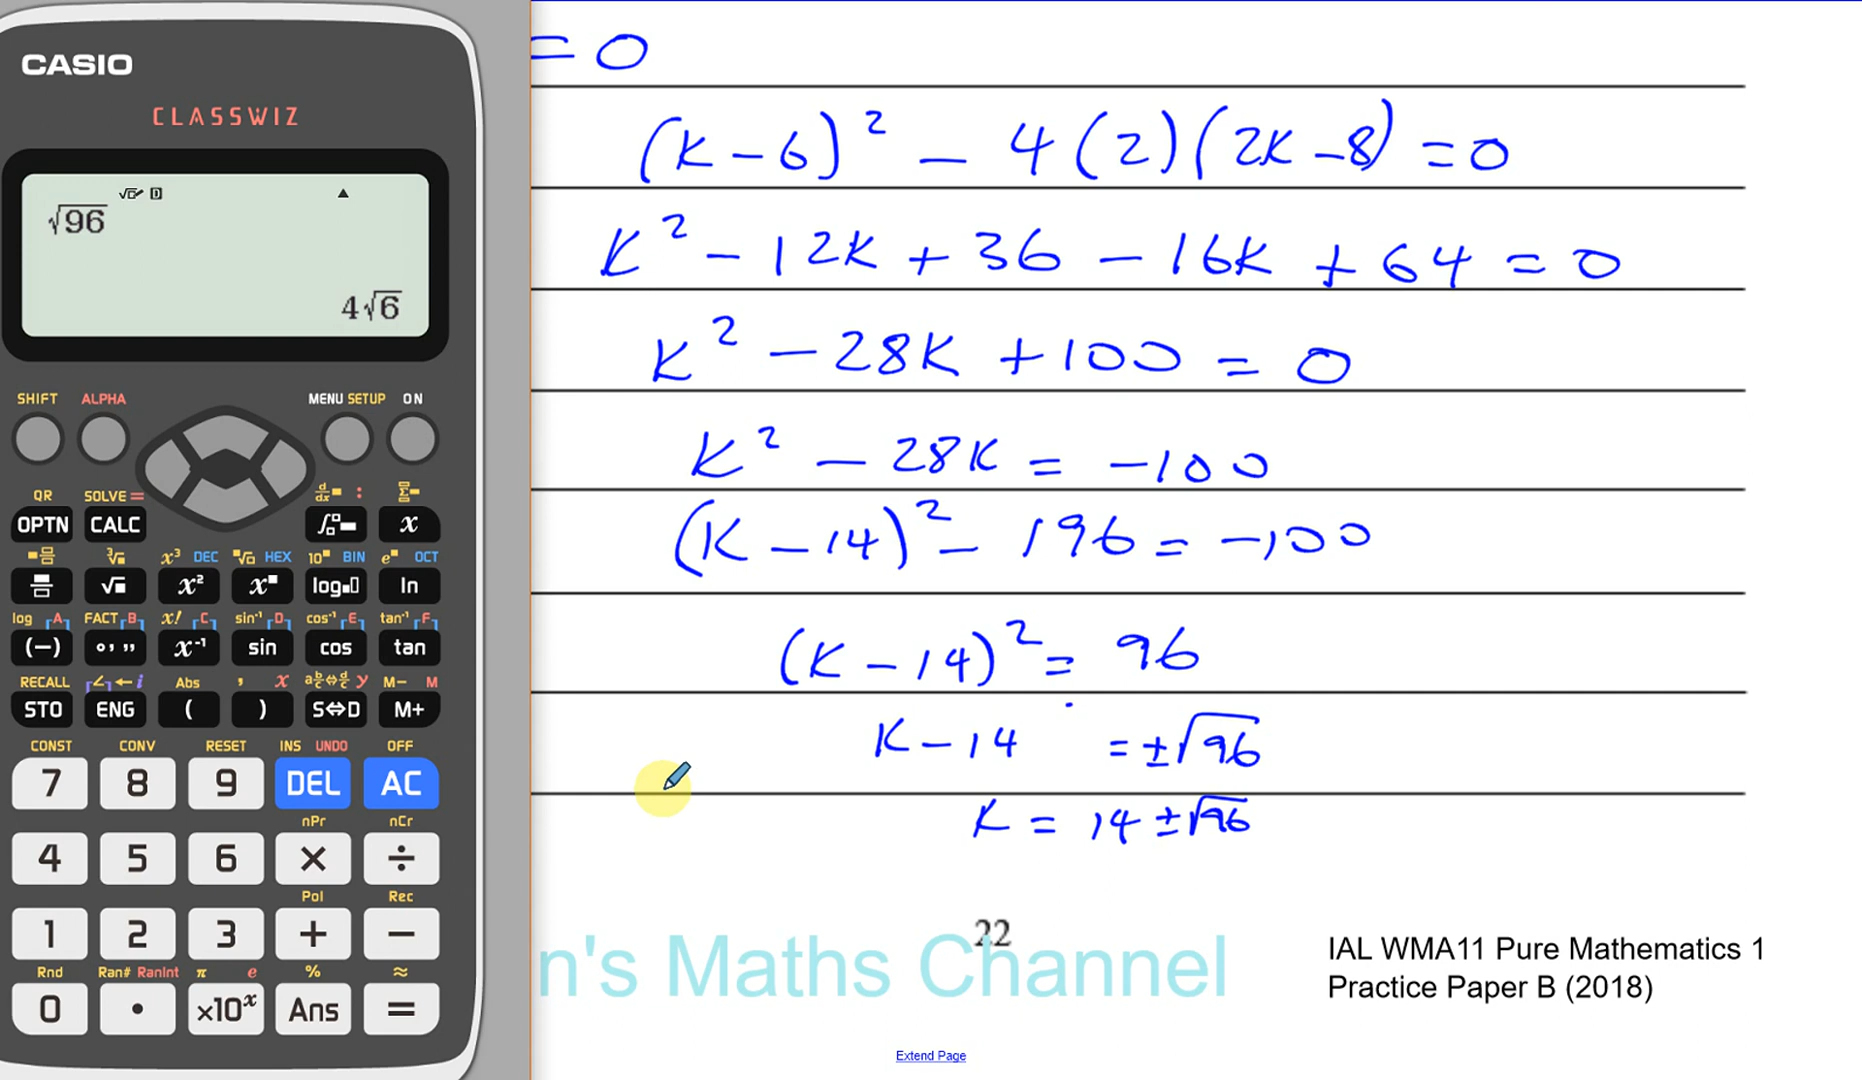 CASIO
CLASSWIZ
√96
4√6
SHIFT ALPHA MENU SETUP ON
QR SOLVE = d/dx : Σ
OPTN CALC ∫ x
³√ x³ DEC √ HEX 10 BIN e OCT
√ x² x log ln
log A FACT B x! C sin⁻¹ D cos⁻¹ E tan⁻¹ F
(−) °’” x⁻¹ sin cos tan
RECALL ∠ ← i Abs , x a b/c⇔d/c y M− M
STO ENG ( ) S⇔D M+
CONST CONV RESET INS UNDO OFF
7 8 9 DEL AC
nPr nCr
4 5 6 × ÷
Pol Rec
1 2 3 + −
Rnd Ran# RanInt π e % ≈
0 • ×10ˣ Ans =
= 0
(K − 6)² − 4(2)(2K − 8) = 0
K² − 12K + 36 − 16K + 64 = 0
K² − 28K + 100 = 0
K² − 28K = −100
(K − 14)² − 196 = −100
(K − 14)² = 96
K − 14 = ±√96
K = 14 ± √96
22
n's Maths Channel
IAL WMA11 Pure Mathematics 1
Practice Paper B (2018)
Extend Page